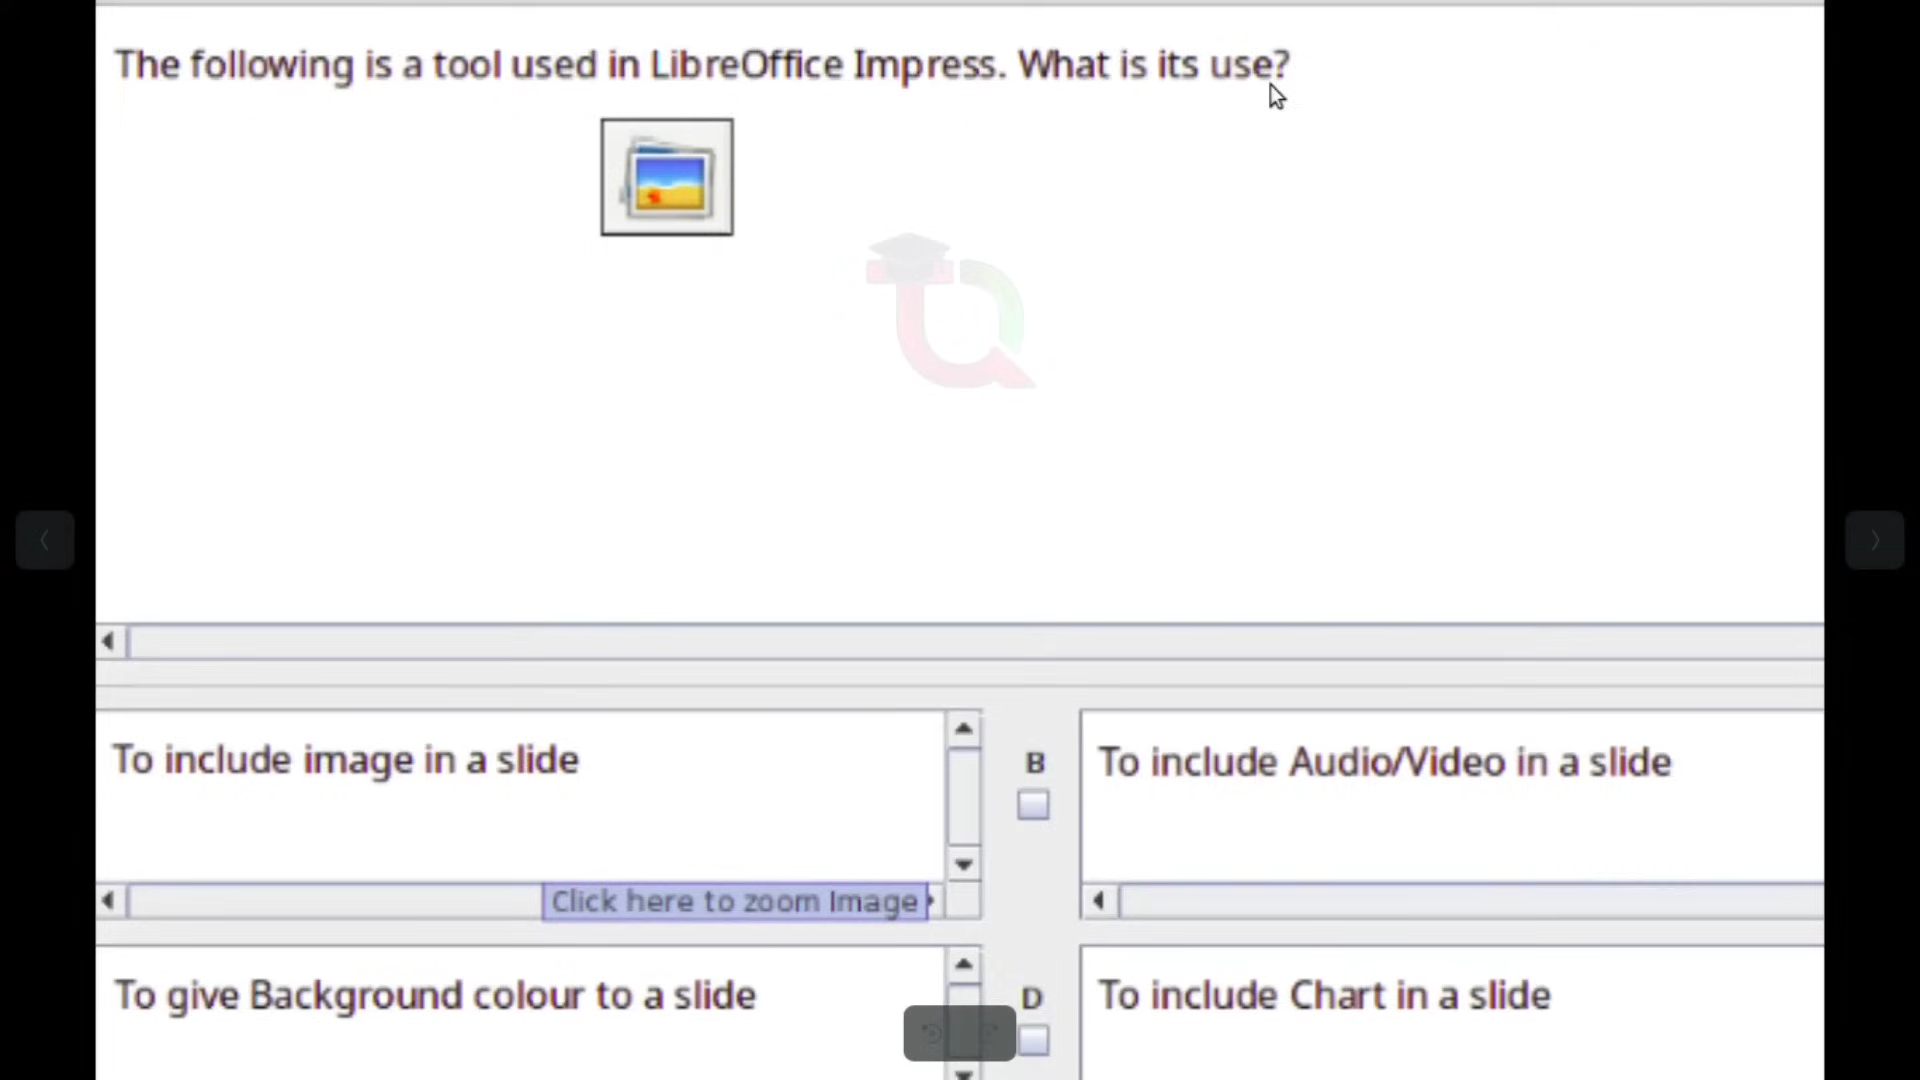 The following is a tool used in LibreOffice Impress. What is its use?
To include image in a slide
B
To include Audio/Video in a slide
Click here to zoom Image
To give Background colour to a slide
D
To include Chart in a slide